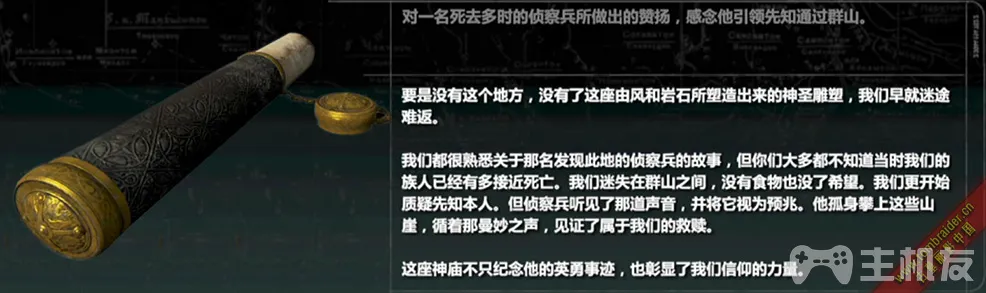 对一名死去多时的侦察兵所做出的赞扬，感念他引领先知通过群山。
要是没有这个地方，没有了这座由风和岩石所塑造出来的神圣雕塑，我们早就迷途
难返。
我们都很熟悉关于那名发现此地的侦察兵的故事，但你们大多都不知道当时我们的
族人已经有多接近死亡。我们迷失在群山之间，没有食物也没了希望。我们更开始
质疑先知本人。但侦察兵听见了那道声音，并将它视为预兆。他孤身攀上这些山
崖，循着那曼妙之声，见证了属于我们的救赎。
这座神庙不只纪念他的英勇事迹，也彰显了我们信仰的力量。
主机友